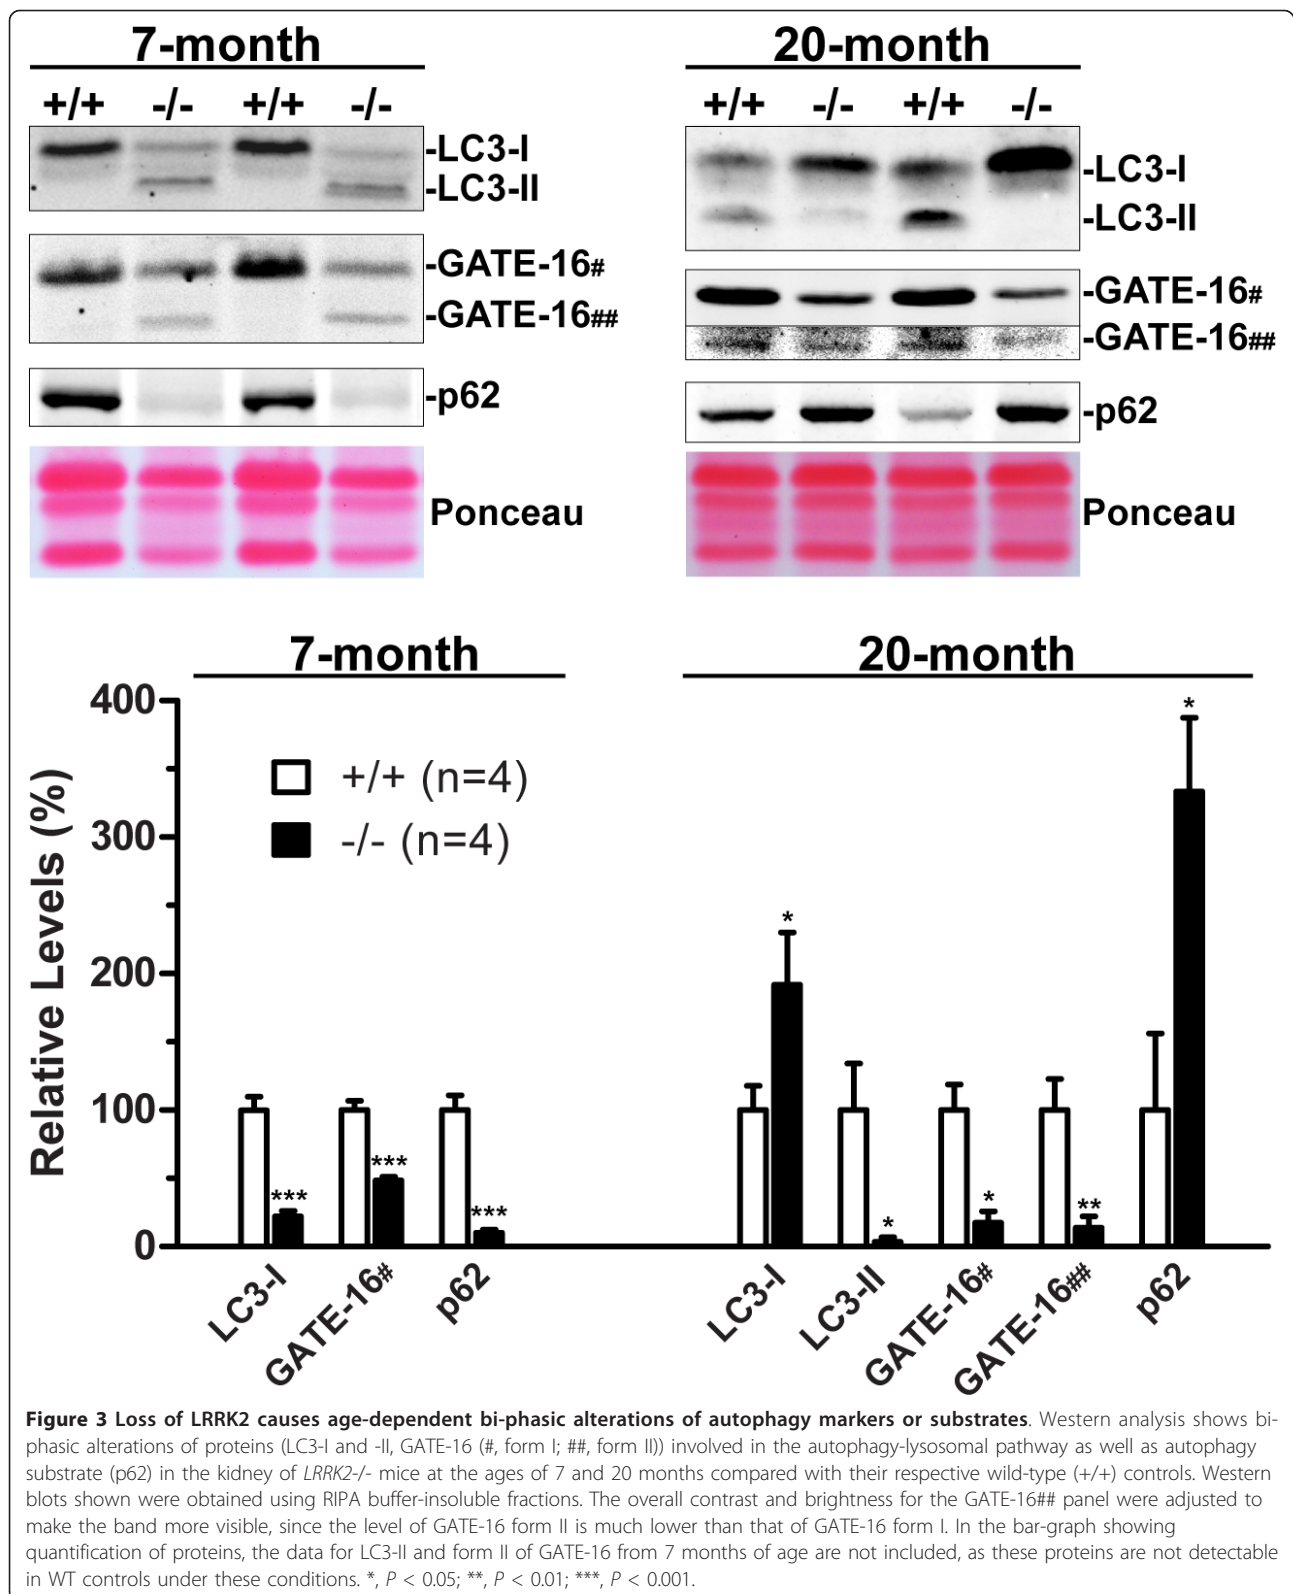 7-month
20-month
+/+ -/- +/+ -/-
+/+ -/- +/+ -/-
-LC3-I
-LC3-II
-GATE-16#
-GATE-16##
-p62
Ponceau
-LC3-I
-LC3-II
-GATE-16#
-GATE-16##
-p62
Ponceau
7-month
20-month
Relative Levels (%)
400
300
200
100
0
+/+ (n=4)
-/- (n=4)
***
***
***
*
*
*
**
*
LC3-I
GATE-16#
p62
LC3-I
LC3-II
GATE-16#
GATE-16##
p62
Figure 3 Loss of LRRK2 causes age-dependent bi-phasic alterations of autophagy markers or substrates. Western analysis shows bi-
phasic alterations of proteins (LC3-I and -II, GATE-16 (#, form I; ##, form II)) involved in the autophagy-lysosomal pathway as well as autophagy
substrate (p62) in the kidney of LRRK2-/- mice at the ages of 7 and 20 months compared with their respective wild-type (+/+) controls. Western
blots shown were obtained using RIPA buffer-insoluble fractions. The overall contrast and brightness for the GATE-16## panel were adjusted to
make the band more visible, since the level of GATE-16 form II is much lower than that of GATE-16 form I. In the bar-graph showing
quantification of proteins, the data for LC3-II and form II of GATE-16 from 7 months of age are not included, as these proteins are not detectable
in WT controls under these conditions. *, P < 0.05; **, P < 0.01; ***, P < 0.001.